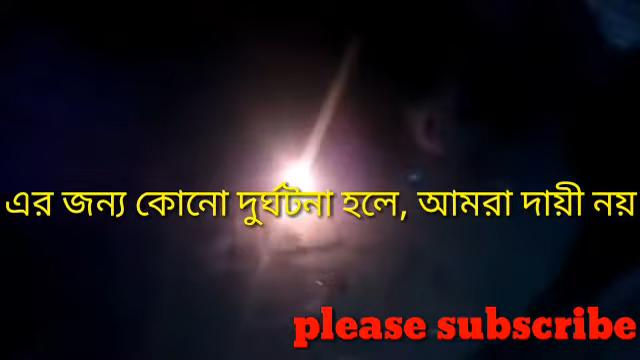 এর জন্য কোনো দুর্ঘটনা হলে, আমরা দায়ী নয়
please subscribe